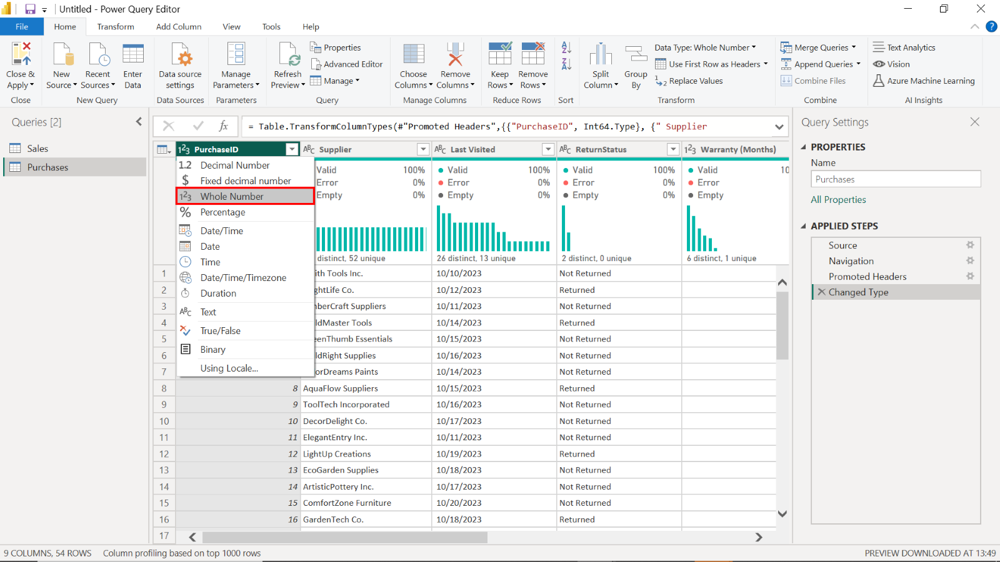 Untitled - Power Query Editor
File Home Transform Add Column View Tools Help
Close & Apply
New Source
Recent Sources
Enter Data
Data source settings
Manage Parameters
Refresh Preview
Properties
Advanced Editor
Manage
Choose Columns
Remove Columns
Keep Rows
Remove Rows
Split Column
Group By
Data Type: Whole Number
Use First Row as Headers
Replace Values
Merge Queries
Append Queries
Combine Files
Text Analytics
Vision
Azure Machine Learning
Close New Query Data Sources Parameters Query Manage Columns Reduce Rows Sort Transform Combine AI Insights
Queries [2]
Sales
Purchases
fx = Table.TransformColumnTypes(#"Promoted Headers",{{"PurchaseID", Int64.Type}, {" Supplier
123 PurchaseID ABC Supplier ABC Last Visited ABC ReturnStatus 123 Warranty (Months)
1.2 Decimal Number
$ Fixed decimal number
123 Whole Number
% Percentage
Date/Time
Date
Time
Date/Time/Timezone
Duration
ABC Text
True/False
Binary
Using Locale...
Valid 100% Valid 100% Valid 100% Valid 10
Error 0% Error 0% Error 0% Error
Empty 0% Empty 0% Empty 0% Empty
distinct, 52 unique 26 distinct, 13 unique 2 distinct, 0 unique 6 distinct, 1 unique
1 ith Tools Inc. 10/10/2023 Not Returned
2 ghtLife Co. 10/12/2023 Returned
3 nberCraft Suppliers 10/11/2023 Not Returned
4 ldMaster Tools 10/14/2023 Returned
5 eenThumb Essentials 10/15/2023 Not Returned
6 ldRight Supplies 10/16/2023 Not Returned
7 orDreams Paints 10/14/2023 Not Returned
8 8 AquaFlow Suppliers 10/15/2023 Returned
9 9 ToolTech Incorporated 10/16/2023 Not Returned
10 10 DecorDelight Co. 10/17/2023 Not Returned
11 11 ElegantEntry Inc. 10/11/2023 Not Returned
12 12 LightUp Creations 10/19/2023 Returned
13 13 EcoGarden Supplies 10/18/2023 Not Returned
14 14 ArtisticPottery Inc. 10/17/2023 Not Returned
15 15 ComfortZone Furniture 10/20/2023 Not Returned
16 16 GardenTech Co. 10/18/2023 Returned
17
Query Settings
PROPERTIES
Name
Purchases
All Properties
APPLIED STEPS
Source
Navigation
Promoted Headers
Changed Type
9 COLUMNS, 54 ROWS Column profiling based on top 1000 rows PREVIEW DOWNLOADED AT 13:49